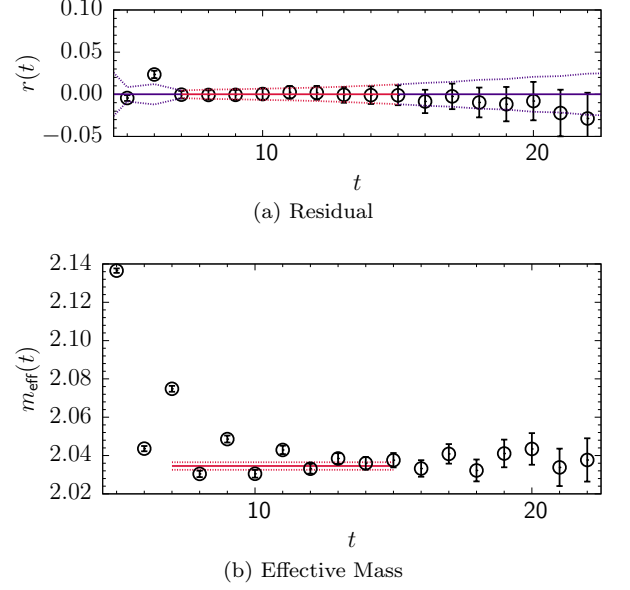 0.10
0.05
0.00
−0.05
r(t)
10
20
t
(a) Residual
2.14
2.12
2.10
2.08
2.06
2.04
2.02
m_eff(t)
10
20
t
(b) Effective Mass